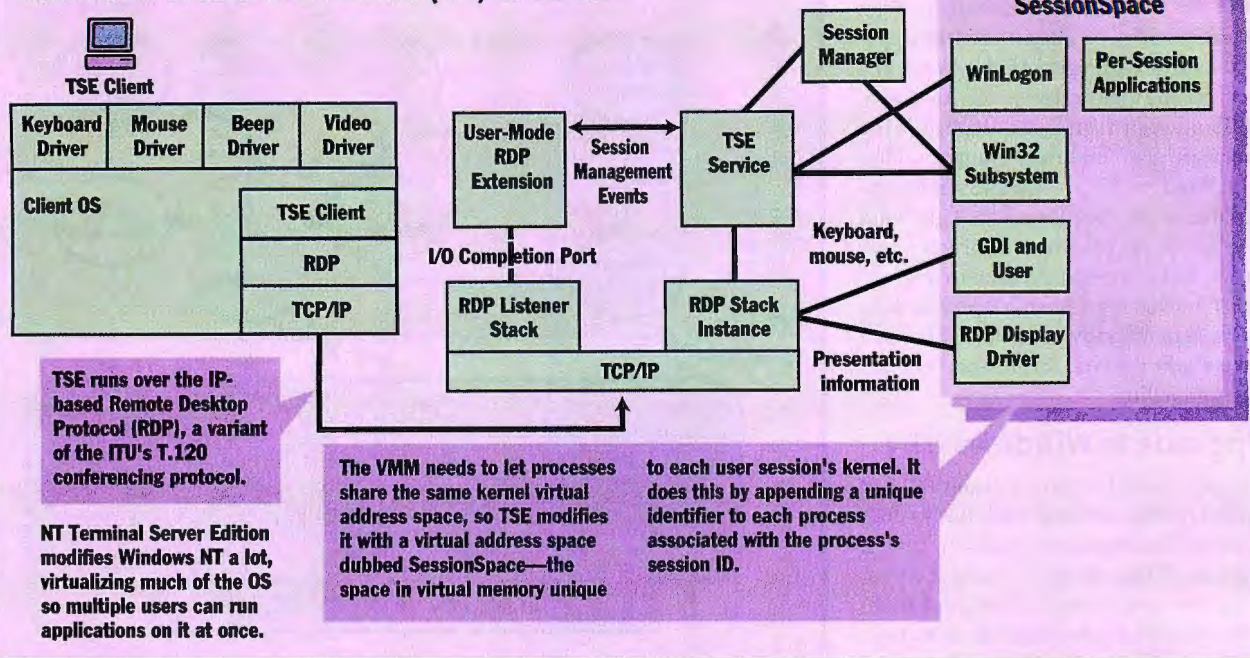 SessionSpace
TSE Client
Keyboard
Driver
Mouse
Driver
Beep
Driver
Video
Driver
Client OS
TSE Client
RDP
TCP/IP
User-Mode
RDP
Extension
Session
Management
Events
TSE
Service
Session
Manager
WinLogon
Per-Session
Applications
Win32
Subsystem
I/O Completion Port
Keyboard,
mouse, etc.
GDI and
User
RDP Listener
Stack
RDP Stack
Instance
RDP Display
Driver
TCP/IP
Presentation
information
TSE runs over the IP-
based Remote Desktop
Protocol (RDP), a variant
of the ITU's T.120
conferencing protocol.
NT Terminal Server Edition
modifies Windows NT a lot,
virtualizing much of the OS
so multiple users can run
applications on it at once.
The VMM needs to let processes
share the same kernel virtual
address space, so TSE modifies
it with a virtual address space
dubbed SessionSpace—the
space in virtual memory unique
to each user session's kernel. It
does this by appending a unique
identifier to each process
associated with the process's
session ID.